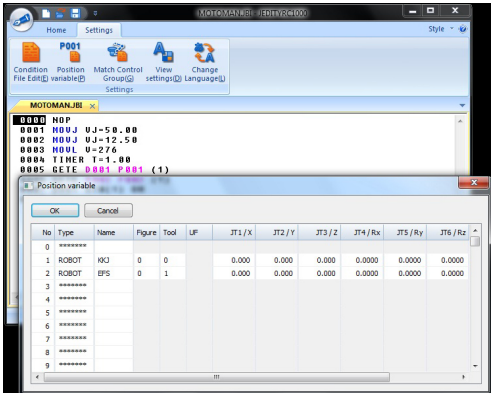 MOTOMAN.JBI - JEDITYRC1000
Home Settings Style
P001
Condition File Edit(E) Position variable(P) Match Control Group(G) View settings(D) Change Language(L)
Settings
MOTOMAN.JBI
0000 NOP
0001 MOVJ VJ=50.00
0002 MOVJ VJ=12.50
0003 MOVL V=276
0004 TIMER T=1.00
0005 GETE D001 P001 (1)
Position variable
OK Cancel
No Type Name Figure Tool UF JT1 / X JT2 / Y JT3 / Z JT4 / Rx JT5 / Ry JT6 / Rz
0 *******
1 ROBOT KKJ 0 0 0.000 0.000 0.000 0.0000 0.0000 0.0000
2 ROBOT EFS 0 1 0.000 0.000 0.000 0.0000 0.0000 0.0000
3 *******
4 *******
5 *******
6 *******
7 *******
8 *******
9 *******